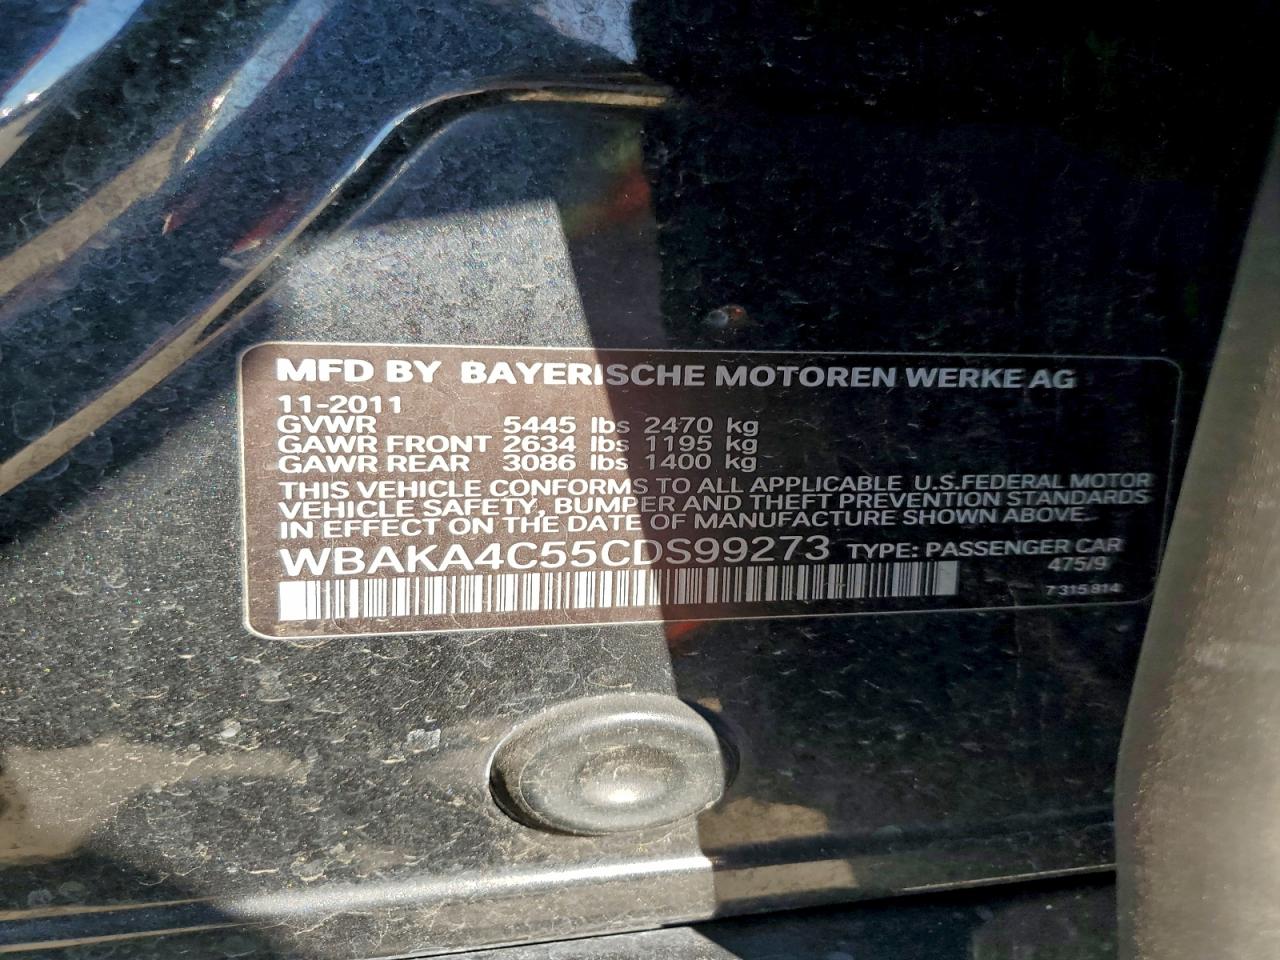 MFD BY BAYERISCHE MOTOREN WERKE AG
11-2011
GVWR 5445 lbs 2470 kg
GAWR FRONT 2634 lbs 1195 kg
GAWR REAR 3086 lbs 1400 kg
THIS VEHICLE CONFORMS TO ALL APPLICABLE U.S.FEDERAL MOTOR
VEHICLE SAFETY, BUMPER AND THEFT PREVENTION STANDARDS
IN EFFECT ON THE DATE OF MANUFACTURE SHOWN ABOVE.
WBAKA4C55CDS99273 TYPE: PASSENGER CAR
475/9
7 315 814